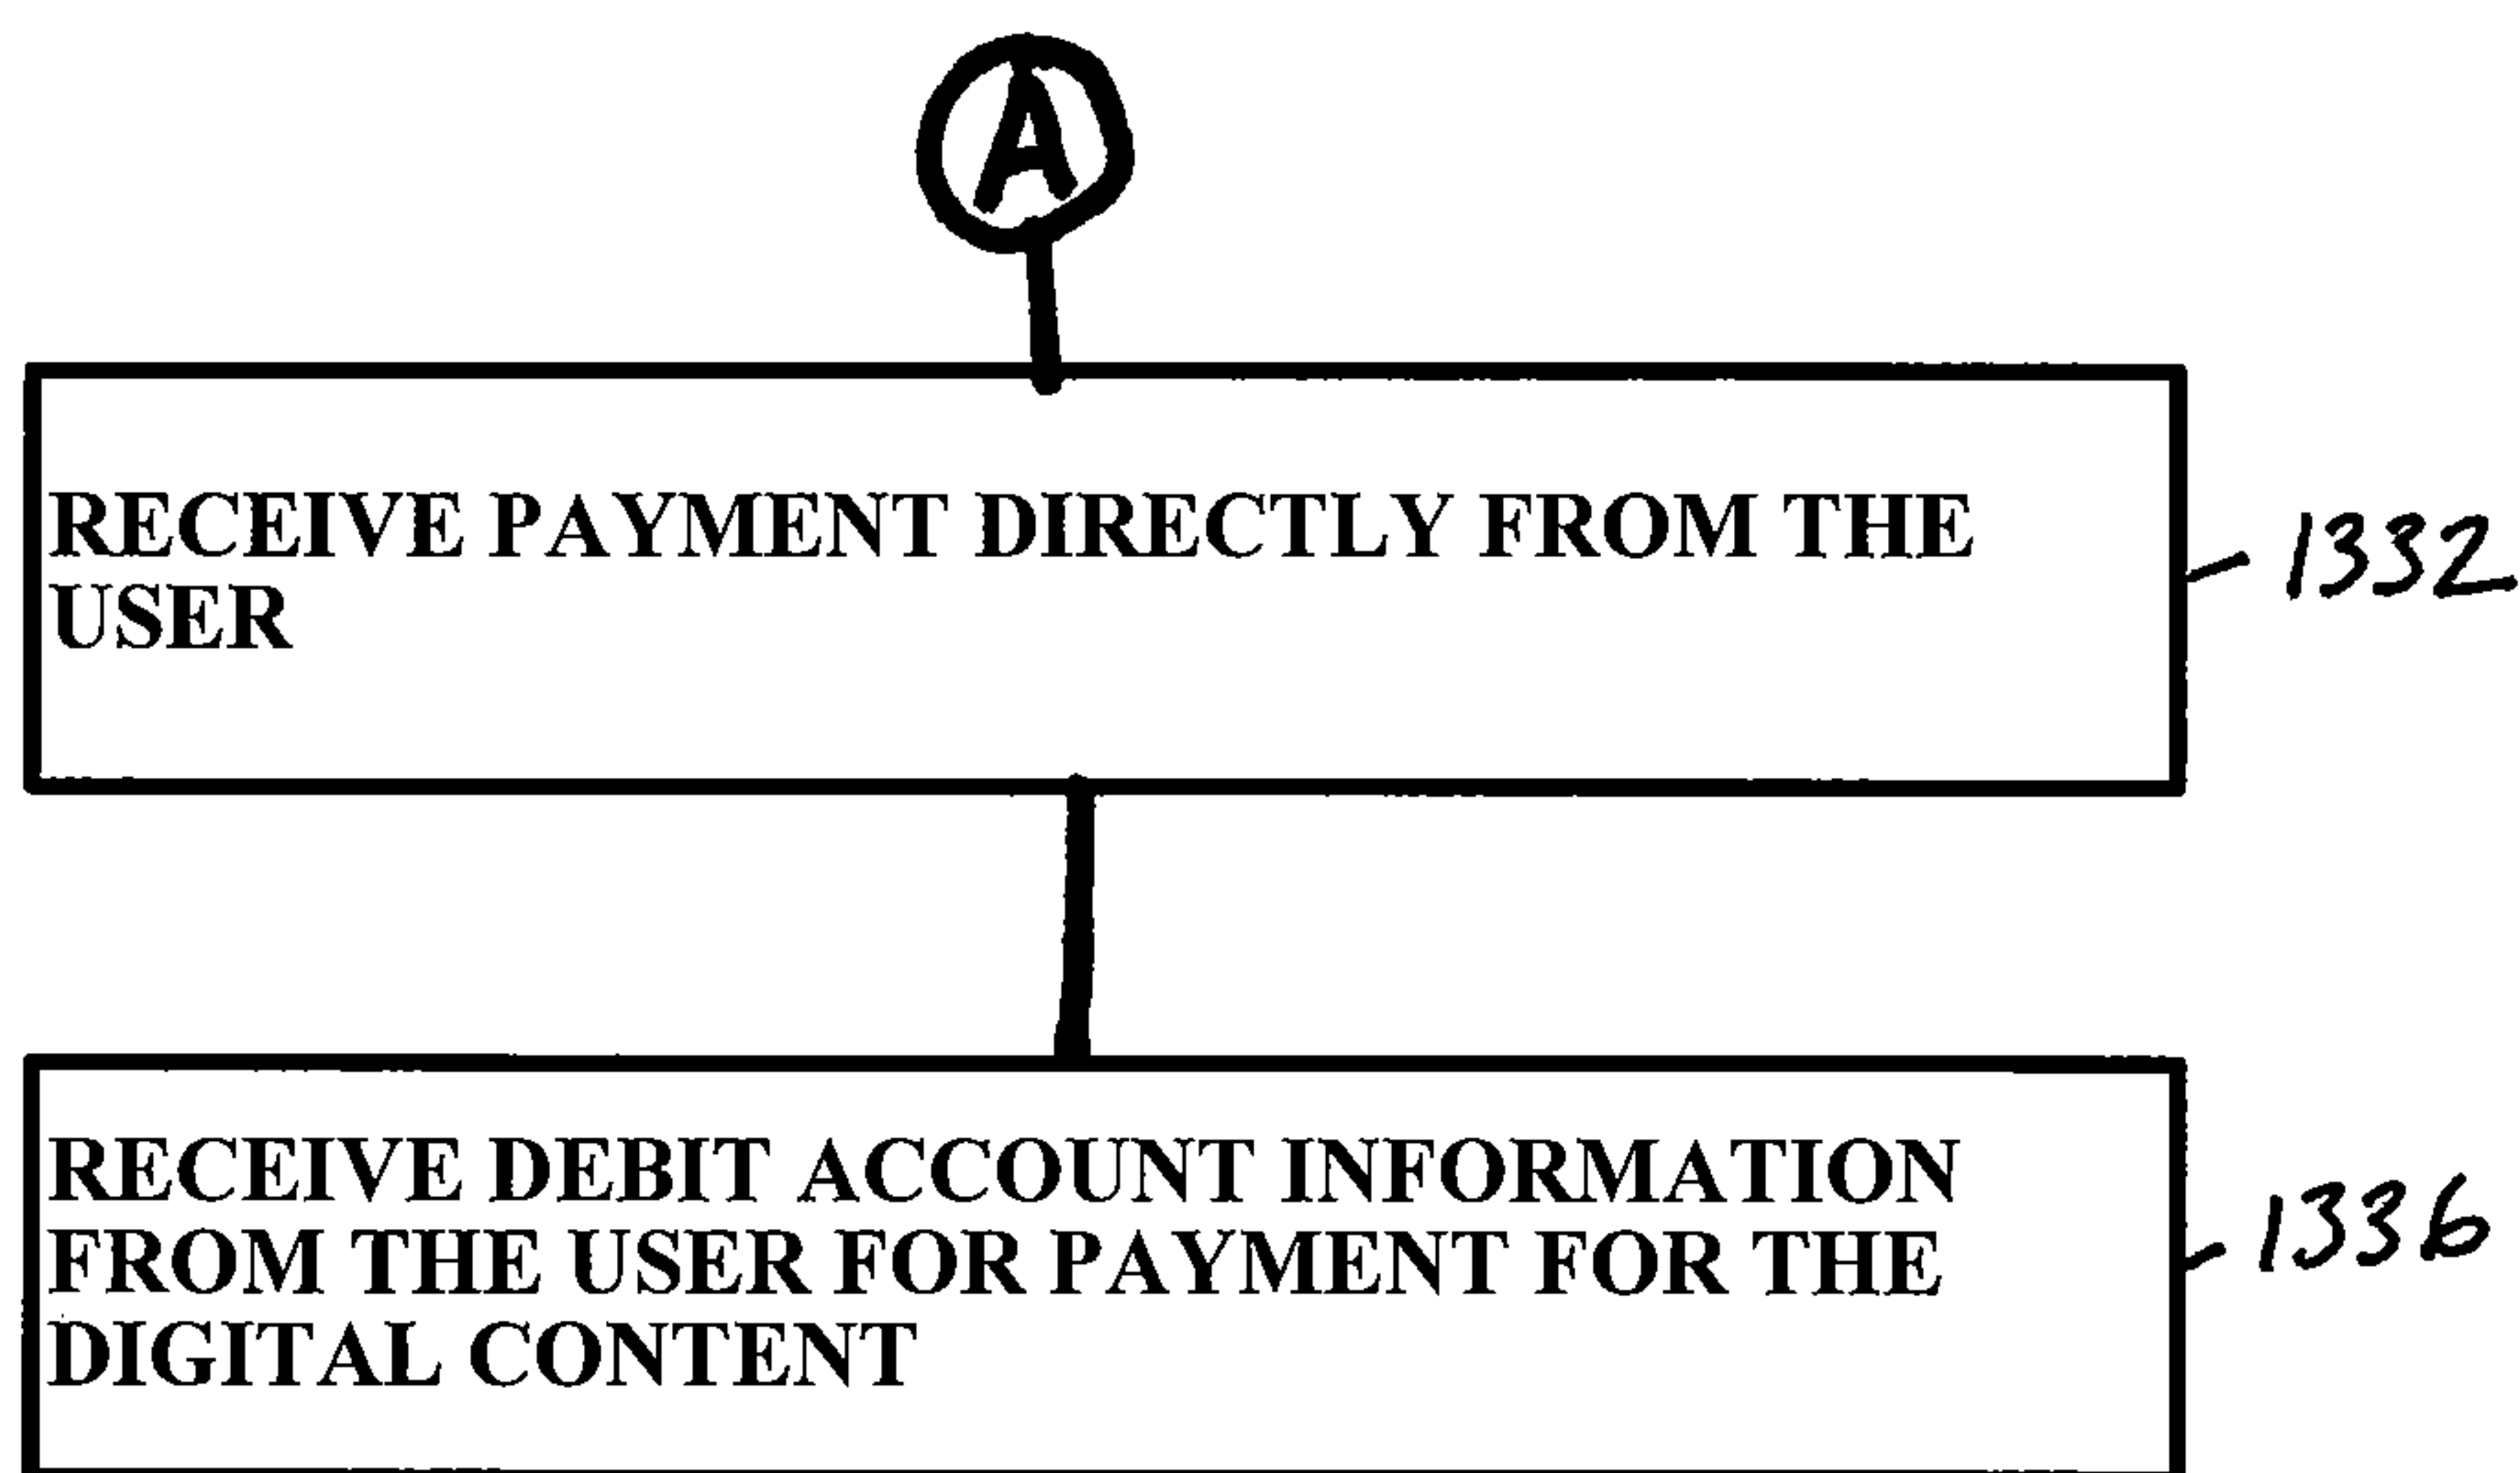 A
RECEIVE PAYMENT DIRECTLY FROM THE
USER
1332
RECEIVE DEBIT ACCOUNT INFORMATION
FROM THE USER FOR PAYMENT FOR THE
DIGITAL CONTENT
1336